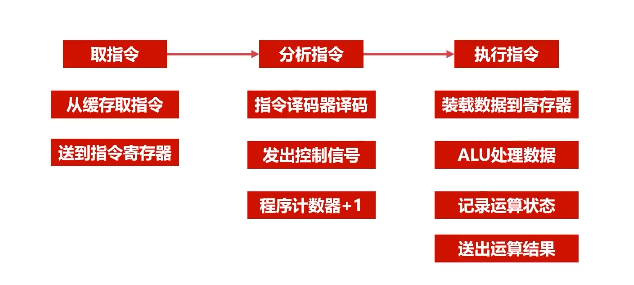 取指令
分析指令
执行指令
从缓存取指令
指令译码器译码
装载数据到寄存器
送到指令寄存器
发出控制信号
ALU处理数据
程序计数器+1
记录运算状态
送出运算结果